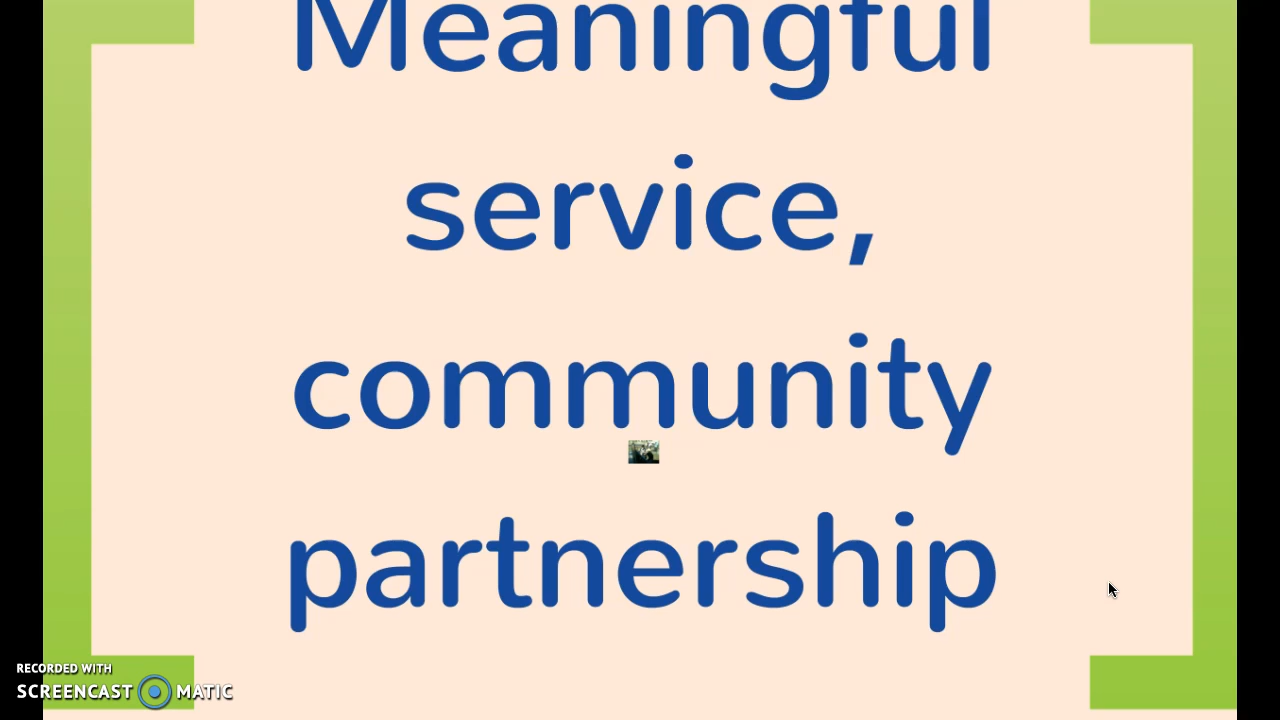 Meaningful
service,
community
partnership
RECORDED WITH
SCREENCAST MATIC